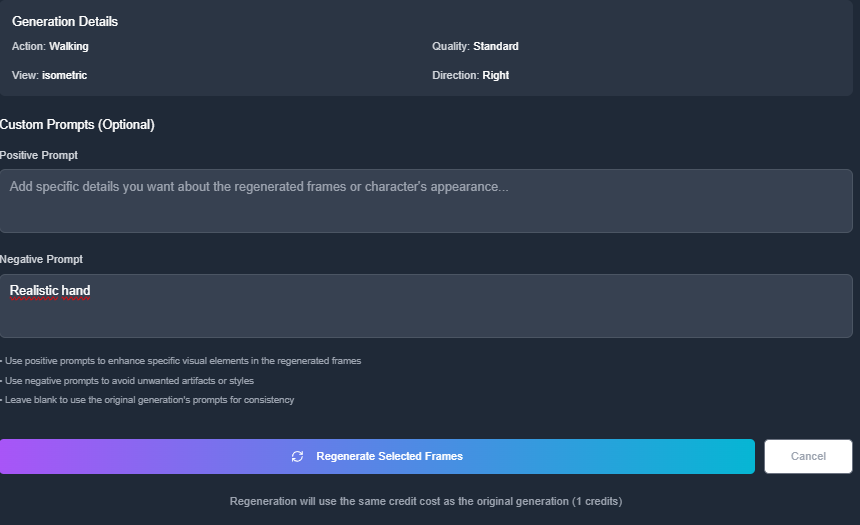 Generation Details
Action: Walking
Quality: Standard
View: isometric
Direction: Right
Custom Prompts (Optional)
Positive Prompt
Add specific details you want about the regenerated frames or character's appearance...
Negative Prompt
Realistic hand
• Use positive prompts to enhance specific visual elements in the regenerated frames
• Use negative prompts to avoid unwanted artifacts or styles
• Leave blank to use the original generation's prompts for consistency
Regenerate Selected Frames
Cancel
Regeneration will use the same credit cost as the original generation (1 credits)